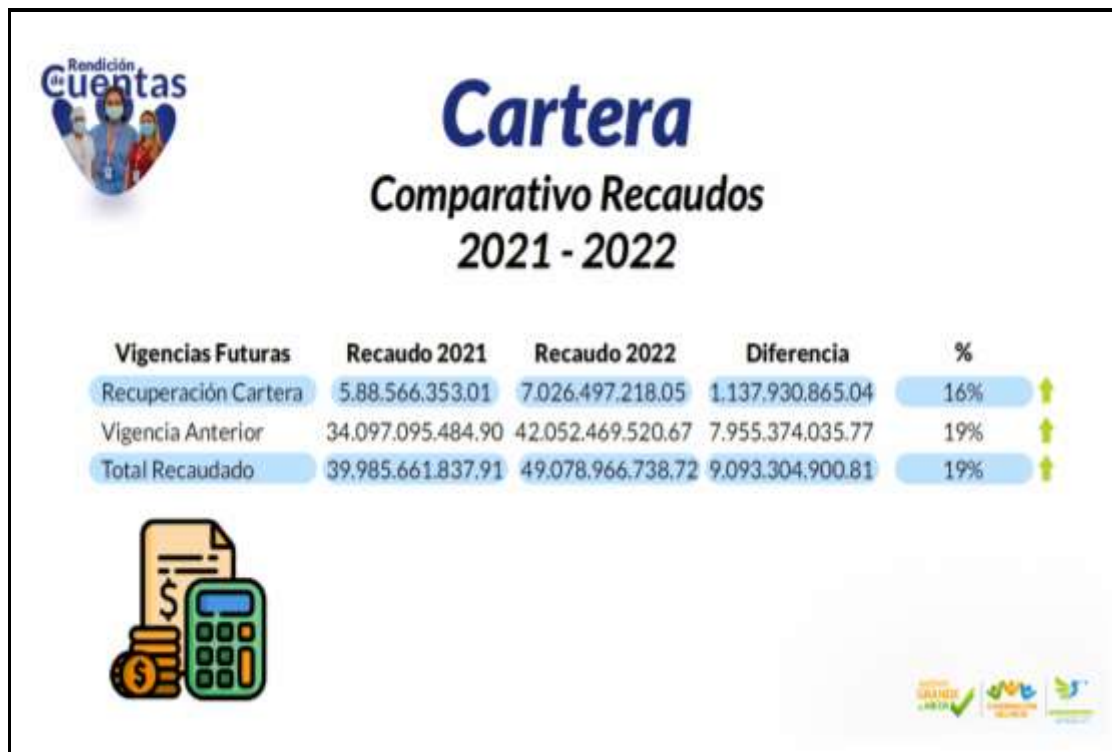 Rendición
de
Cuentas
Cartera
Comparativo Recaudos
2021 - 2022
Vigencias Futuras Recaudo 2021 Recaudo 2022 Diferencia %
Recuperación Cartera 5.88.566.353.01 7.026.497.218.05 1.137.930.865.04 16%
Vigencia Anterior 34.097.095.484.90 42.052.469.520.67 7.955.374.035.77 19%
Total Recaudado 39.985.661.837.91 49.078.966.738.72 9.093.304.900.81 19%
$
$
GRANDE